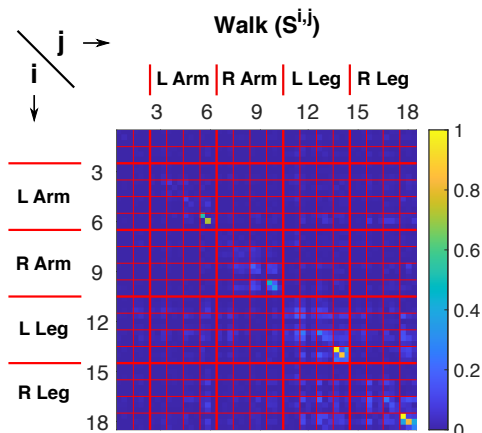 Walk (S^{i,j})
j
i
L Arm R Arm L Leg R Leg
3 6 9 12 15 18
L Arm
R Arm
L Leg
R Leg
3
6
9
12
15
18
1
0.8
0.6
0.4
0.2
0